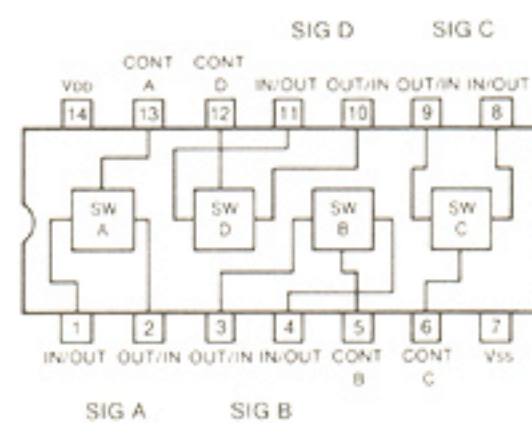 SIG D SIG C
CONT CONT
VDD A D IN/OUT OUT/IN OUT/IN IN/OUT
14 13 12 11 10 9 8
SW SW SW SW
A D B C
1 2 3 4 5 6 7
IN/OUT OUT/IN OUT/IN IN/OUT CONT CONT VSS
B C
SIG A SIG B